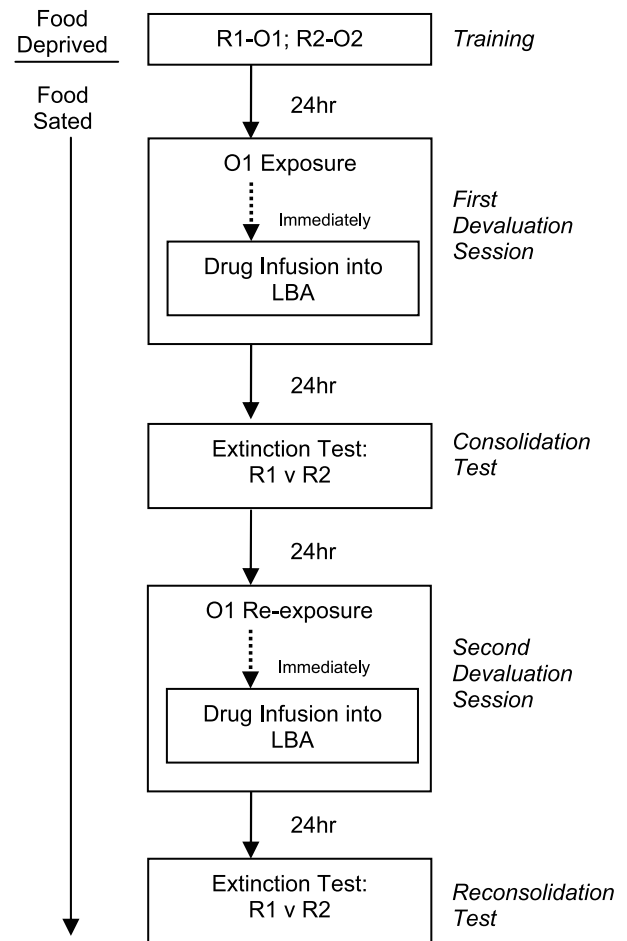 Food
Deprived
R1-O1; R2-O2
Training
Food
Sated
24hr
O1 Exposure
Immediately
Drug Infusion into
LBA
First
Devaluation
Session
24hr
Extinction Test:
R1 v R2
Consolidation
Test
24hr
O1 Re-exposure
Immediately
Drug Infusion into
LBA
Second
Devaluation
Session
24hr
Extinction Test:
R1 v R2
Reconsolidation
Test